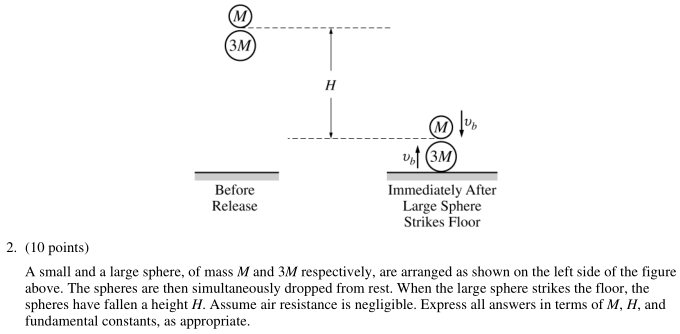 M
3M
H
M
υb
υb
3M
Before
Release
Immediately After
Large Sphere
Strikes Floor
2. (10 points)
A small and a large sphere, of mass M and 3M respectively, are arranged as shown on the left side of the figure
above. The spheres are then simultaneously dropped from rest. When the large sphere strikes the floor, the
spheres have fallen a height H. Assume air resistance is negligible. Express all answers in terms of M, H, and
fundamental constants, as appropriate.